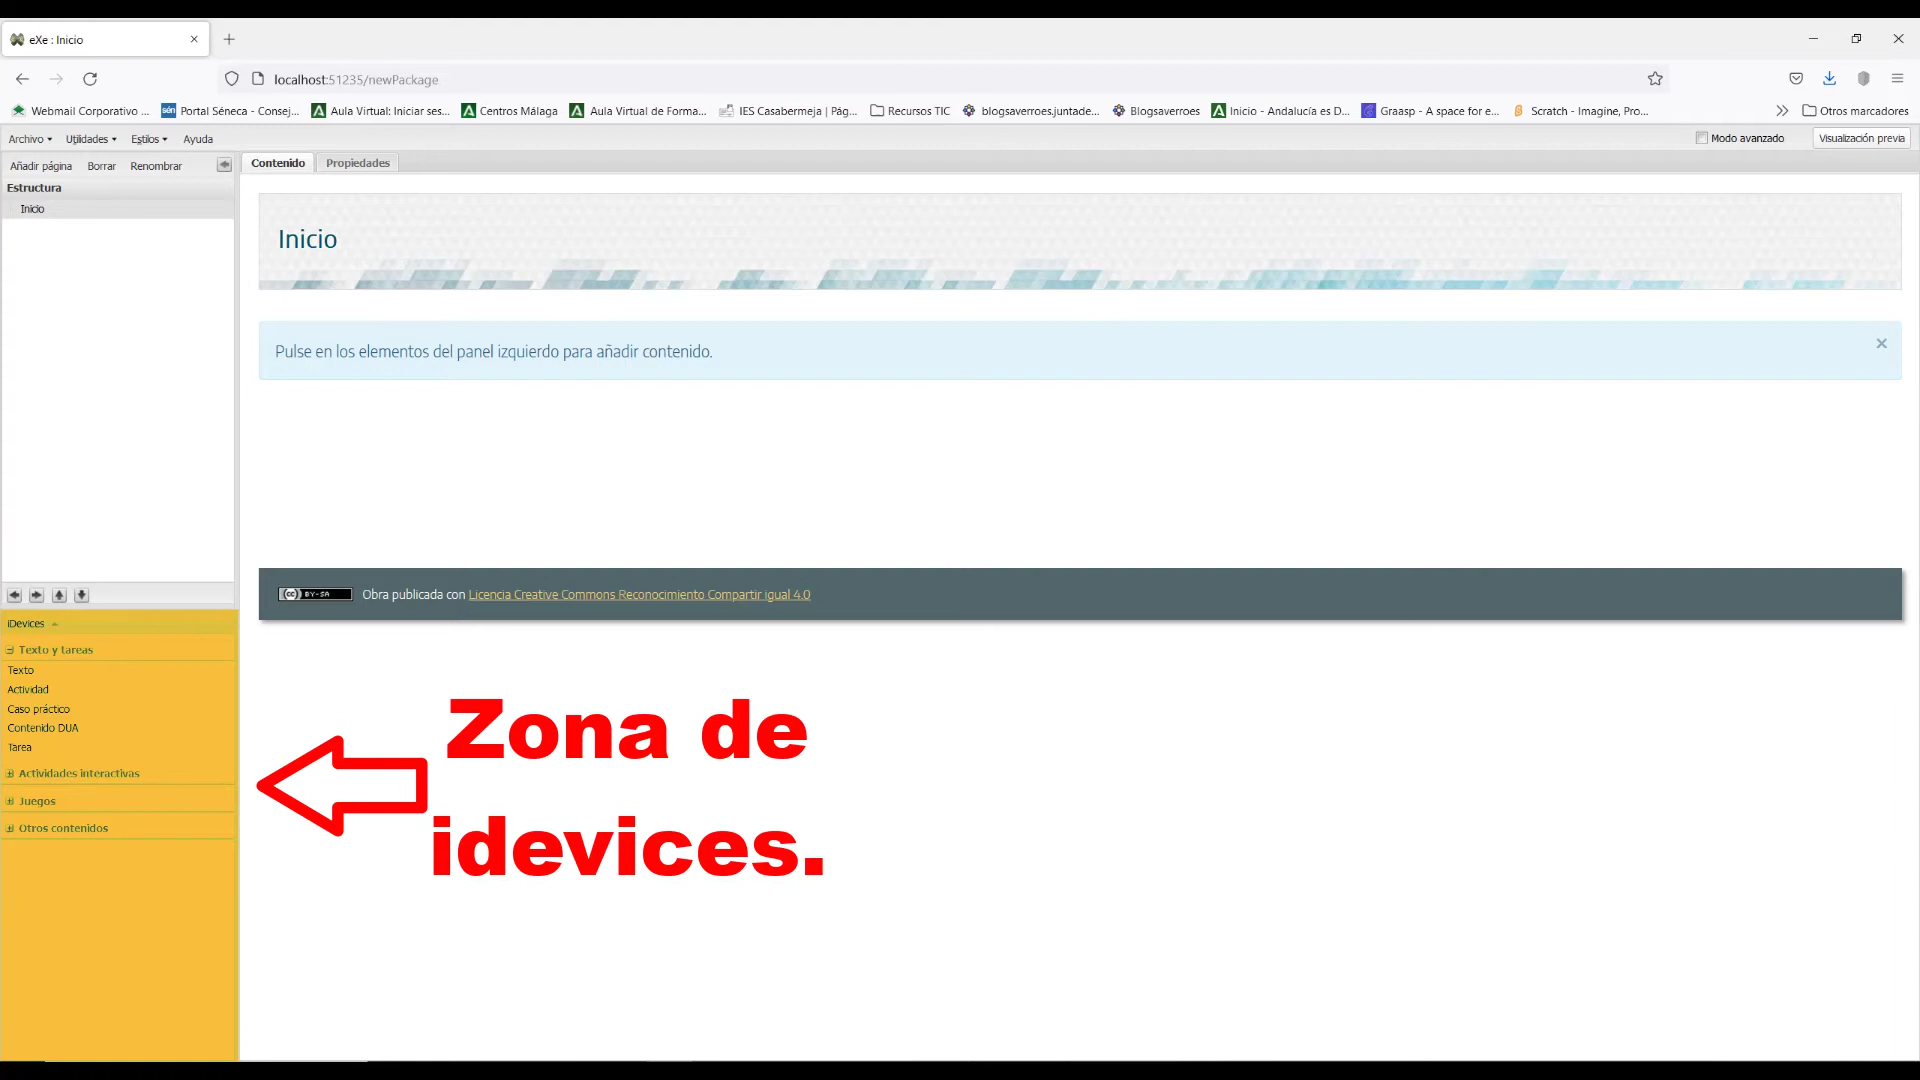 eXe : Inicio
localhost:51235/newPackage
Webmail Corporativo ... Portal Séneca - Consej... Aula Virtual: Iniciar ses... Centros Málaga Aula Virtual de Forma... IES Casabermeja | Pág... Recursos TIC blogsaverroes.juntade... Blogsaverroes Inicio - Andalucía es D... Graasp - A space for e... Scratch - Imagine, Pro... Otros marcadores
Archivo Utilidades Estilos Ayuda Modo avanzado Visualización previa
Añadir página Borrar Renombrar Contenido Propiedades
Estructura
Inicio
Inicio
Pulse en los elementos del panel izquierdo para añadir contenido.
(cc) BY-SA Obra publicada con Licencia Creative Commons Reconocimiento Compartir igual 4.0
iDevices
Texto y tareas
Texto
Actividad
Caso práctico
Contenido DUA
Tarea
Actividades interactivas
Juegos
Otros contenidos
Zona de
idevices.